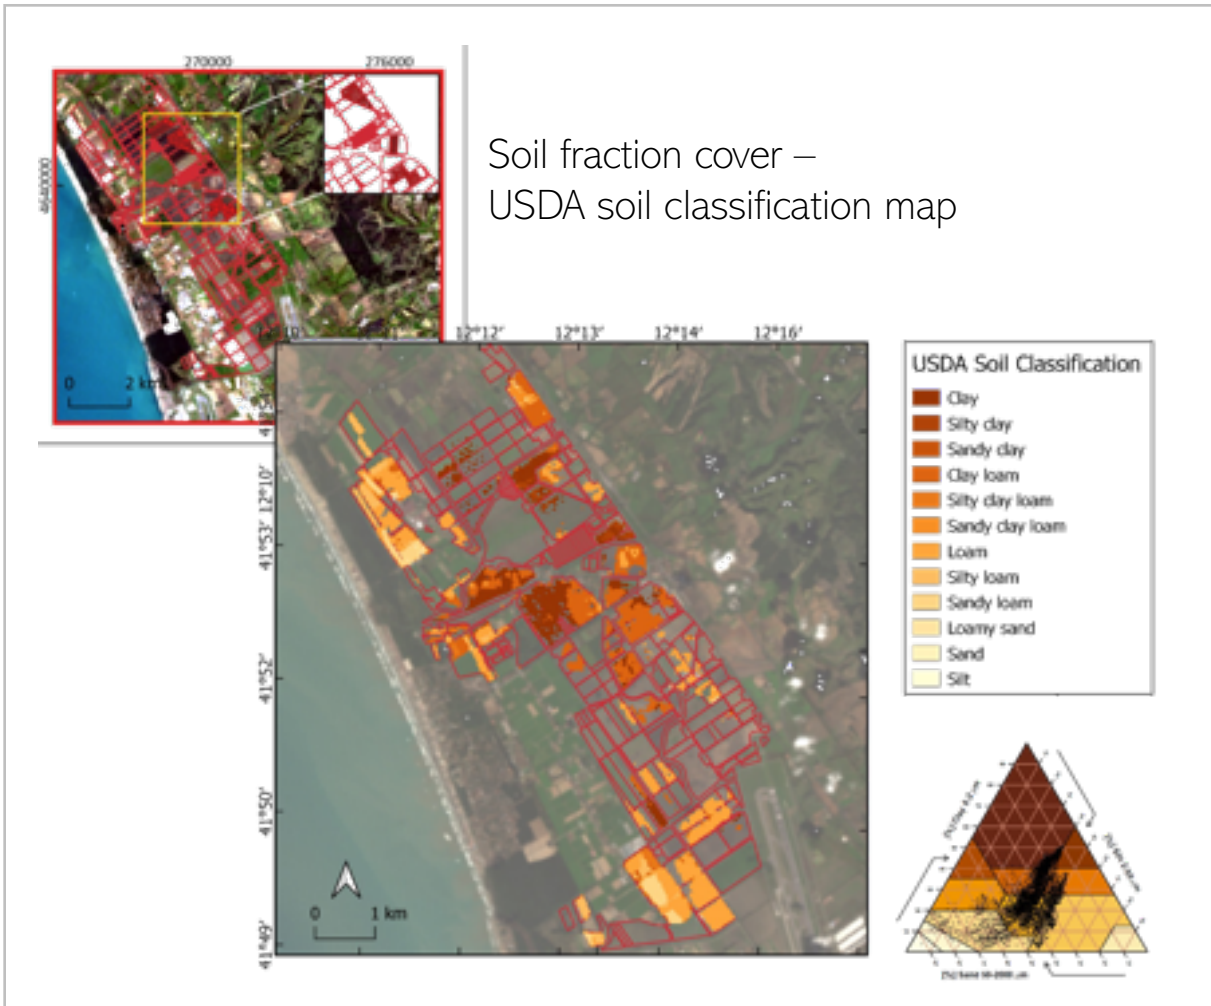 270000 276000
4640000
0 2 km
Soil fraction cover –
USDA soil classification map
12°12' 12°13' 12°14' 12°16'
12°10'
41°53'
41°52'
41°50'
41°49'
0 1 km
USDA Soil Classification
Clay
Silty clay
Sandy clay
Clay loam
Silty clay loam
Sandy clay loam
Loam
Silty loam
Sandy loam
Loamy sand
Sand
Silt